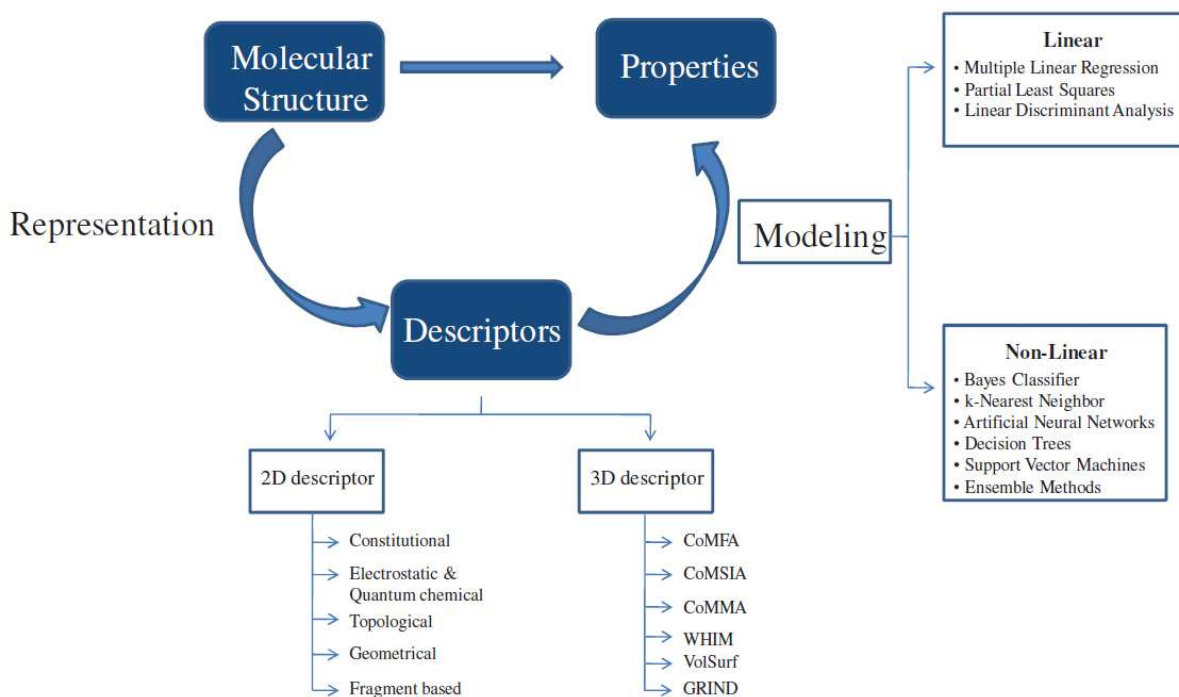 Molecular
Structure
Properties
Representation
Modeling
Descriptors
Linear
• Multiple Linear Regression
• Partial Least Squares
• Linear Discriminant Analysis
Non-Linear
• Bayes Classifier
• k-Nearest Neighbor
• Artificial Neural Networks
• Decision Trees
• Support Vector Machines
• Ensemble Methods
2D descriptor
Constitutional
Electrostatic &
Quantum chemical
Topological
Geometrical
Fragment based
3D descriptor
CoMFA
CoMSIA
CoMMA
WHIM
VolSurf
GRIND